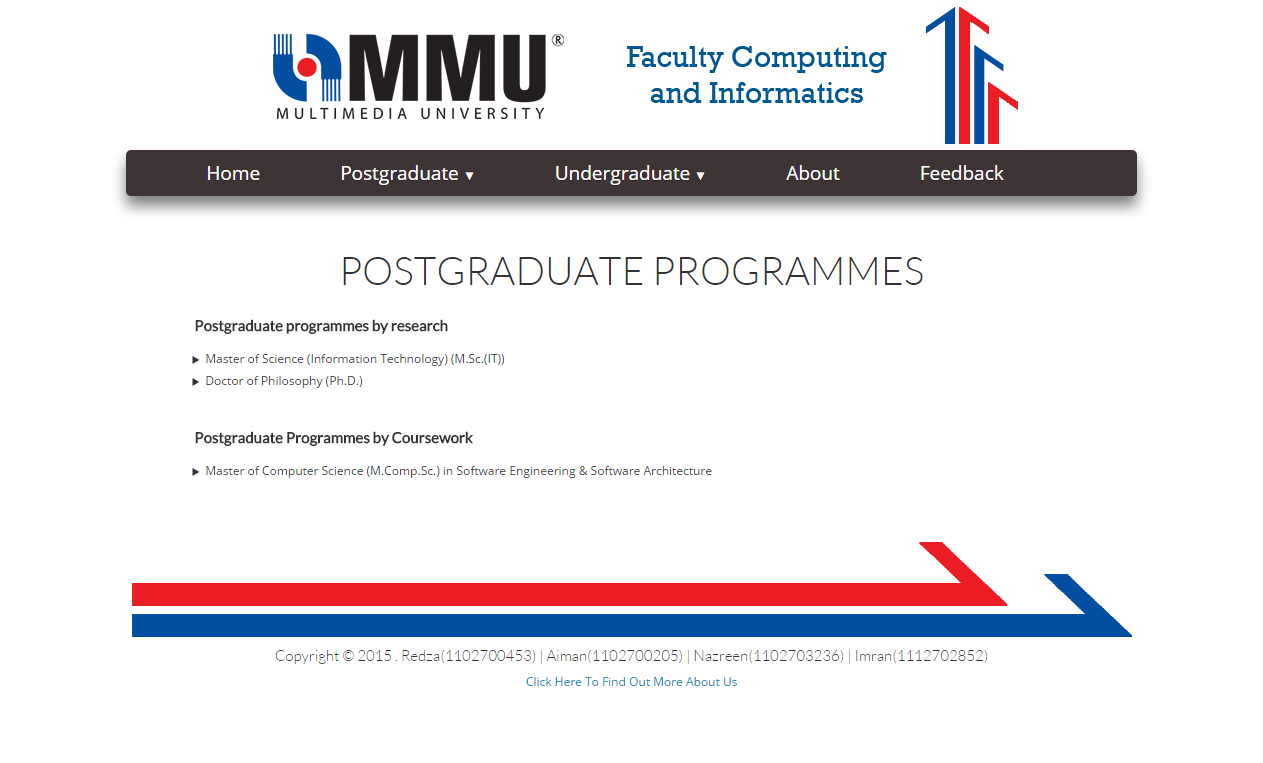 MMU®
MULTIMEDIA UNIVERSITY
Faculty Computing
and Informatics
Home Postgraduate ▼ Undergraduate ▼ About Feedback
POSTGRADUATE PROGRAMMES
Postgraduate programmes by research
Master of Science (Information Technology) (M.Sc.(IT))
Doctor of Philosophy (Ph.D.)
Postgraduate Programmes by Coursework
Master of Computer Science (M.Comp.Sc.) in Software Engineering & Software Architecture
Copyright © 2015 . Redza(1102700453) | Aiman(1102700205) | Nazreen(1102703236) | Imran(1112702852)
Click Here To Find Out More About Us